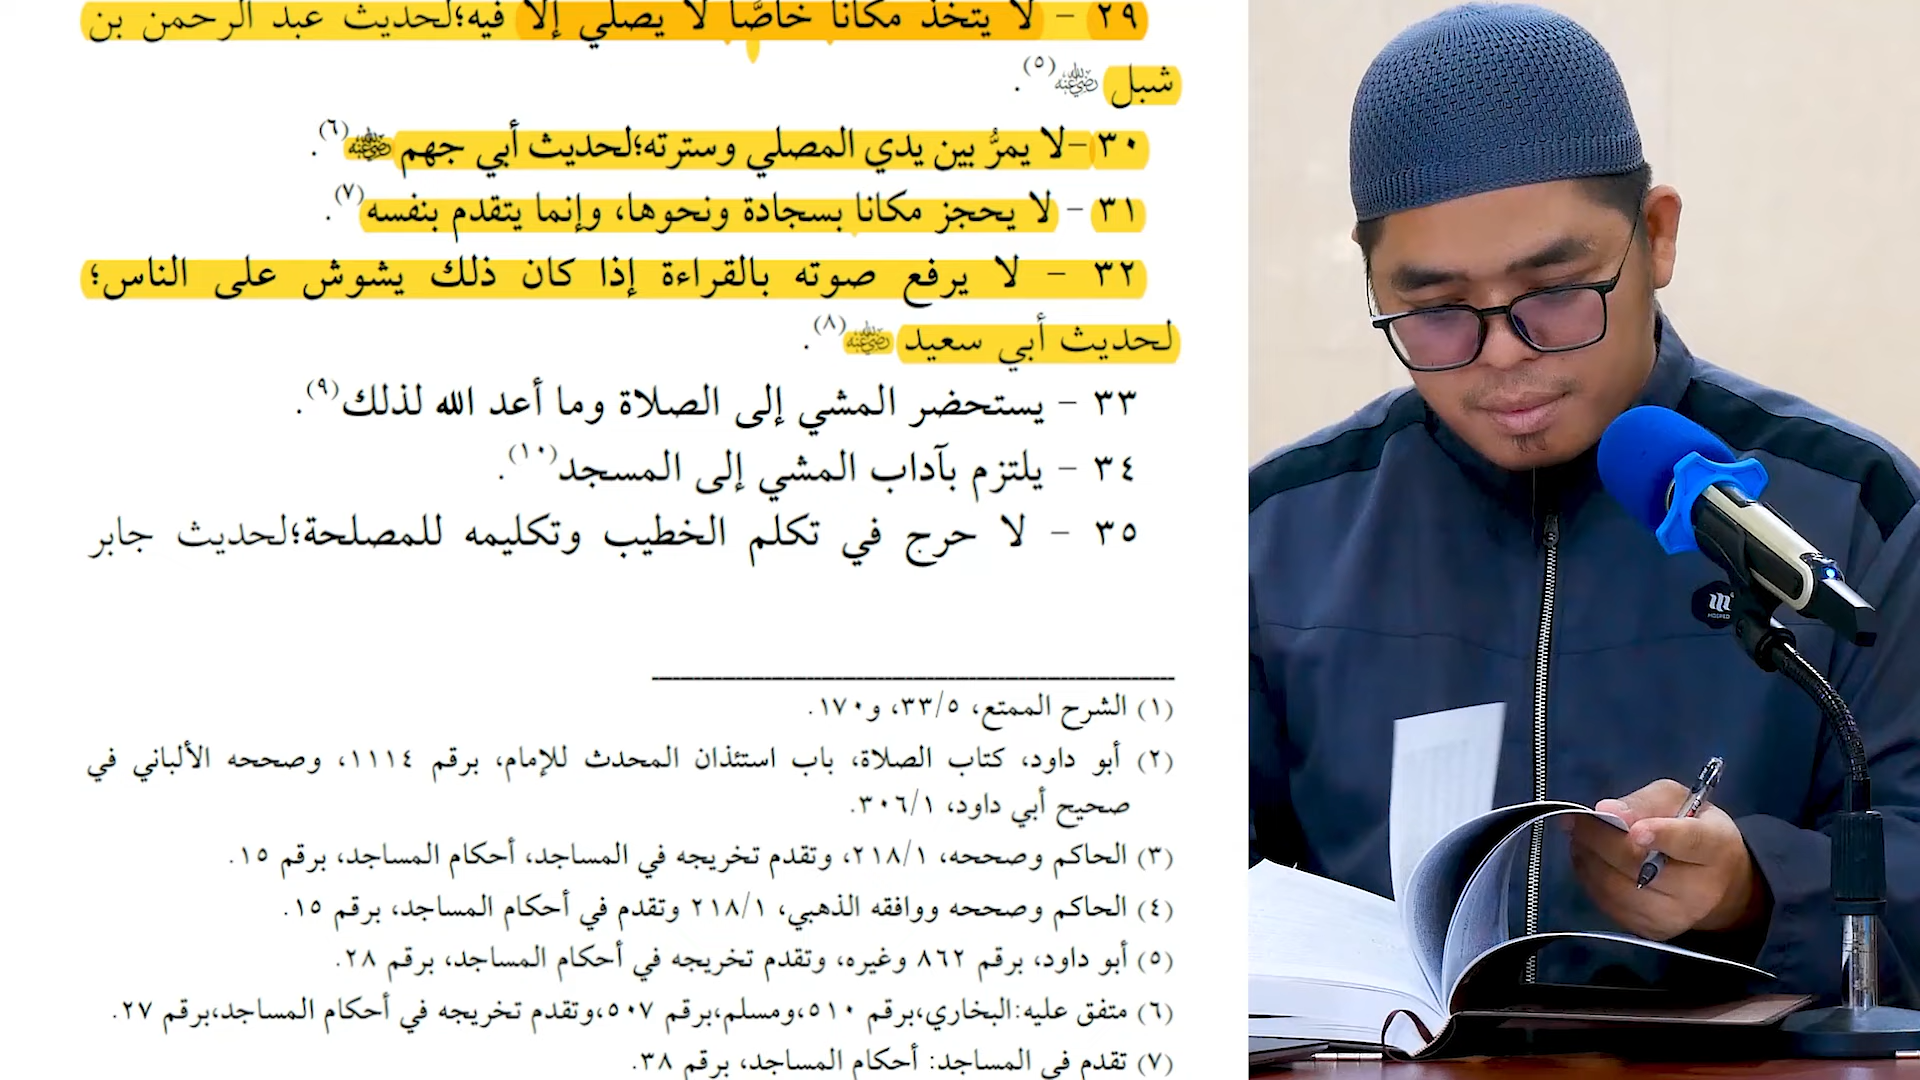 ٢٩ – لا يتخذ مكانا خاصًّا لا يصلي إلا فيه؛لحديث عبد الرحمن بن
شبل رضي الله عنه(٥).
٣٠ –لا يمرُّ بين يدي المصلي وسترته؛لحديث أبي جهم رضي الله عنه(٦).
٣١ – لا يحجز مكانا بسجادة ونحوها، وإنما يتقدم بنفسه(٧).
٣٢ – لا يرفع صوته بالقراءة إذا كان ذلك يشوش على الناس؛
لحديث أبي سعيد رضي الله عنه(٨).
٣٣ – يستحضر المشي إلى الصلاة وما أعد الله لذلك(٩).
٣٤ – يلتزم بآداب المشي إلى المسجد(١٠).
٣٥ – لا حرج في تكلم الخطيب وتكليمه للمصلحة؛لحديث جابر
(١) الشرح الممتع، ٣٣/٥، و١٧٠.
(٢) أبو داود، كتاب الصلاة، باب استئذان المحدث للإمام، برقم ١١١٤، وصححه الألباني في
صحيح أبي داود، ٣٠٦/١.
(٣) الحاكم وصححه، ٢١٨/١، وتقدم تخريجه في المساجد، أحكام المساجد، برقم ١٥.
(٤) الحاكم وصححه ووافقه الذهبي، ٢١٨/١ وتقدم في أحكام المساجد، برقم ١٥.
(٥) أبو داود، برقم ٨٦٢ وغيره، وتقدم تخريجه في أحكام المساجد، برقم ٢٨.
(٦) متفق عليه:البخاري،برقم ٥١٠،ومسلم،برقم ٥٠٧،وتقدم تخريجه في أحكام المساجد،برقم ٢٧.
(٧) تقدم في المساجد: أحكام المساجد، برقم ٣٨.